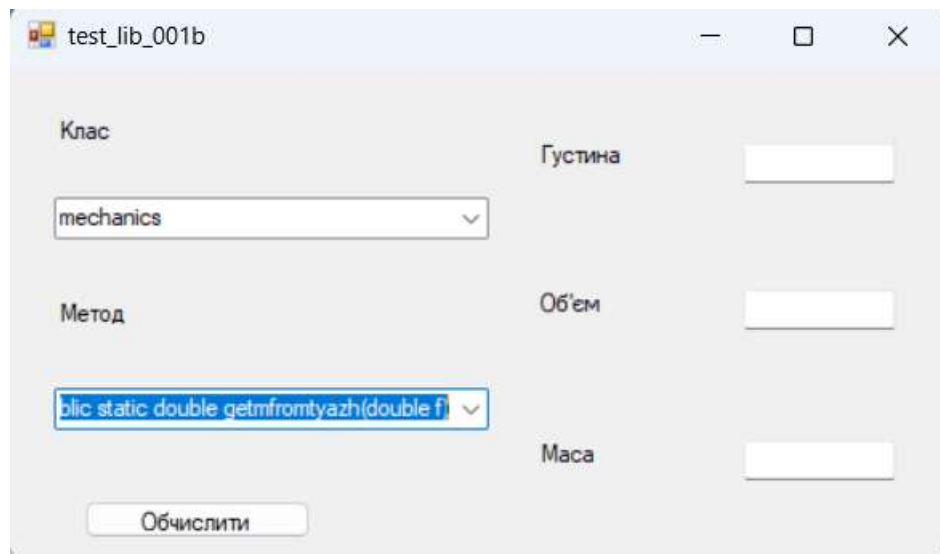 test_lib_001b
Клас
mechanics
Метод
blic static double getmfromtyazh(double f)
Обчислити
Густина
Об'єм
Маса